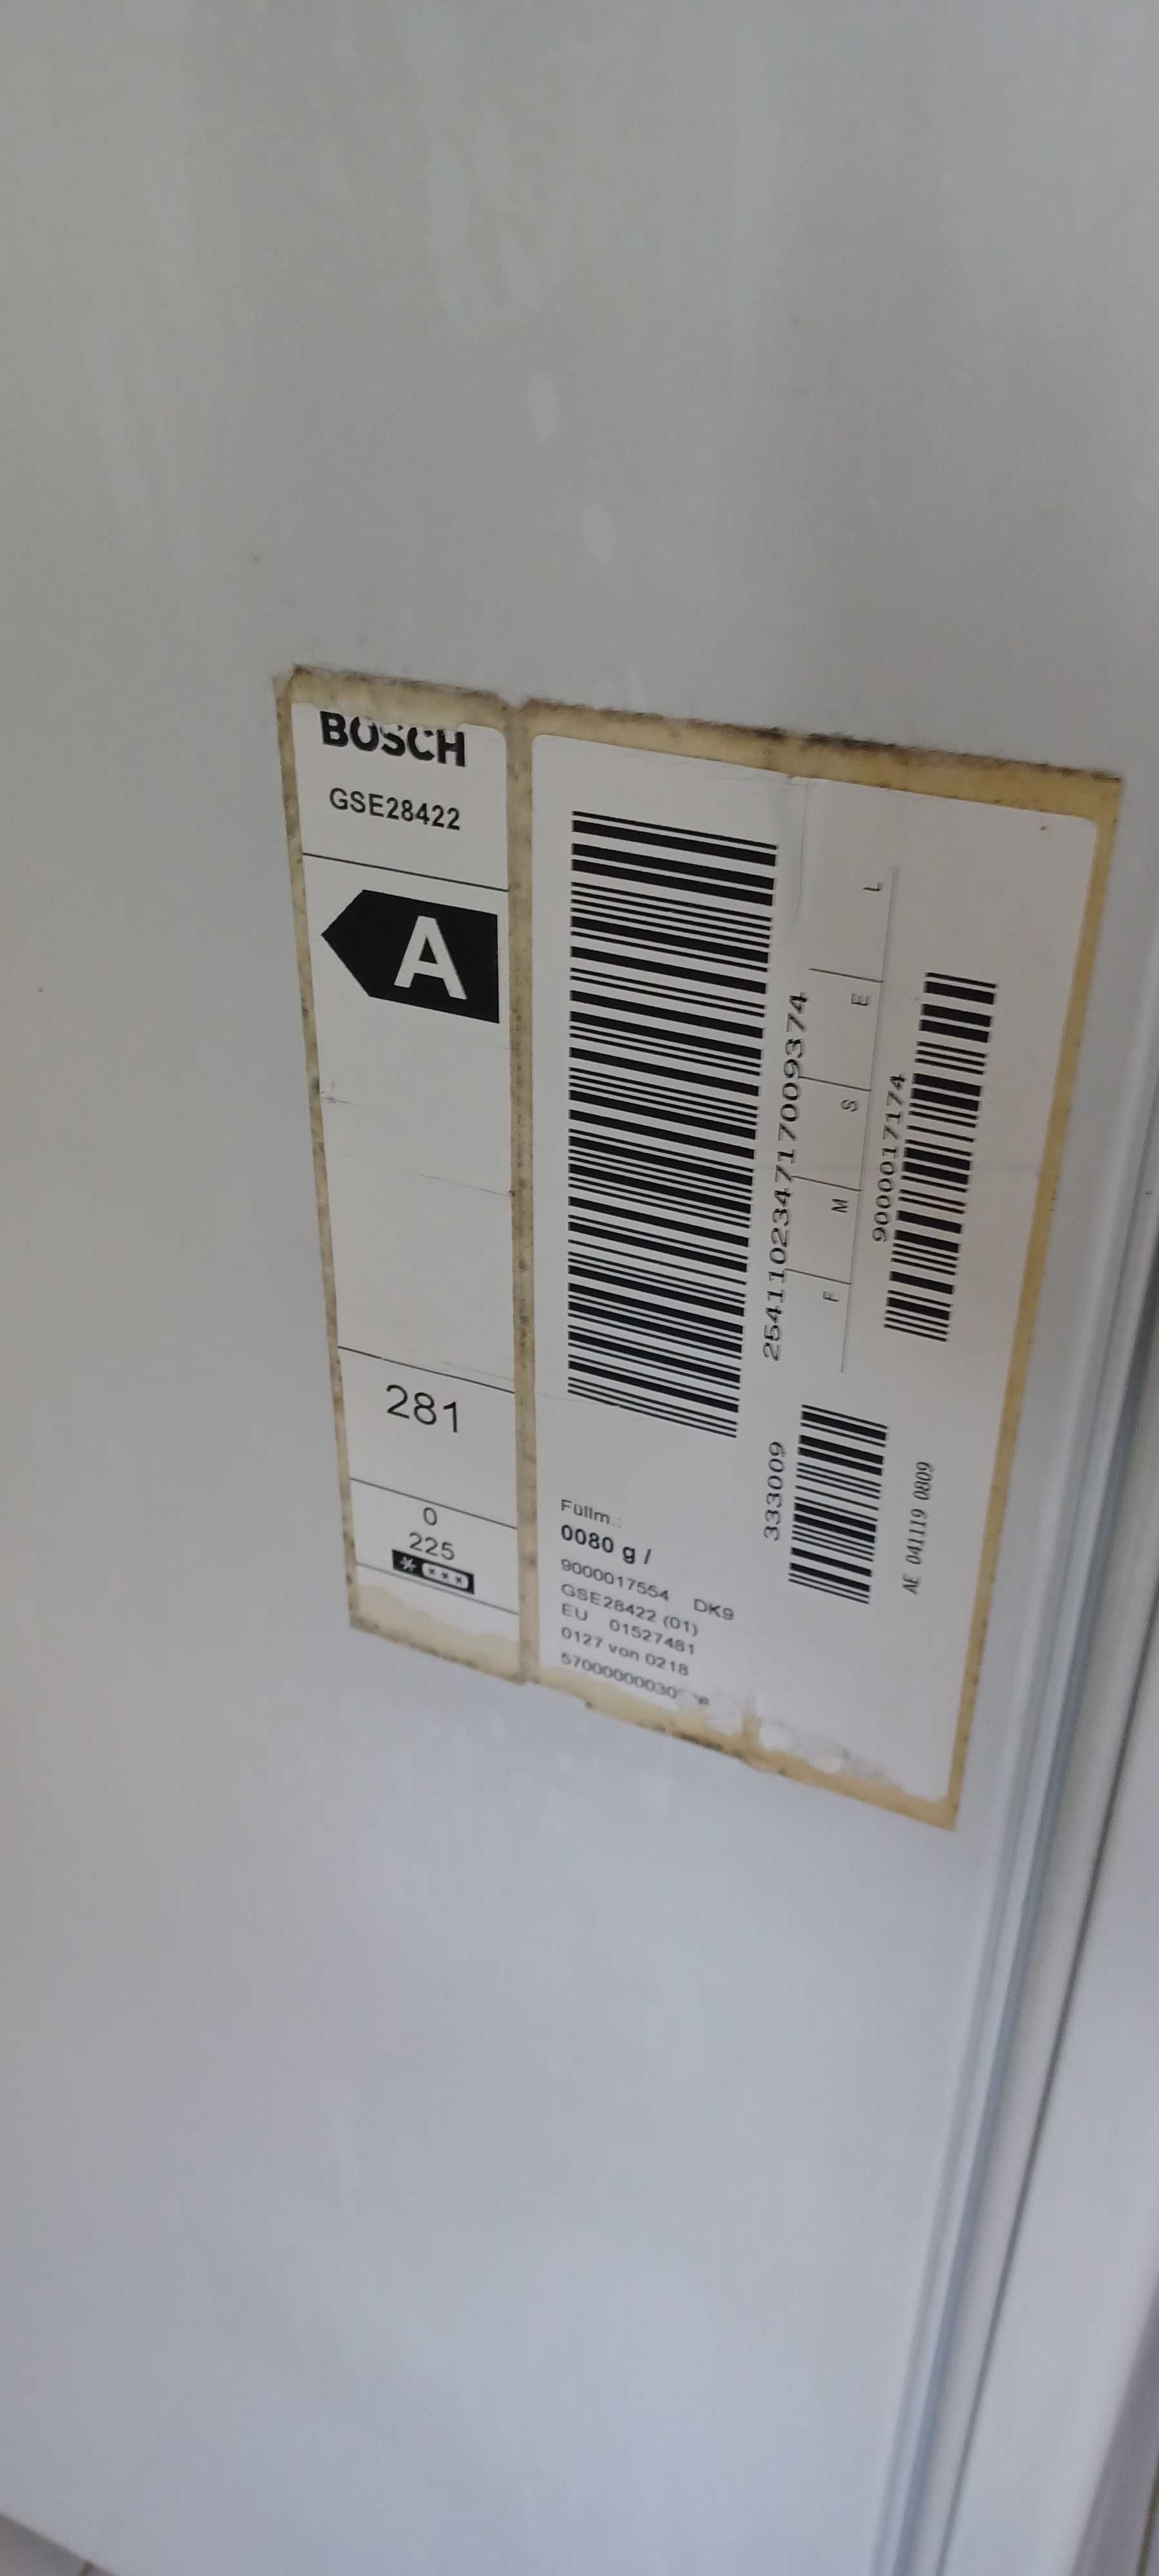 BOSCH
GSE28422
A
281
0
225
254110234717009374
L
E
S
M
F
9000017174
333009
AE 041119 0809
Füllm.:
0080 g /
9000017554 DK9
GSE28422 (01)
EU 01527481
0127 von 0218